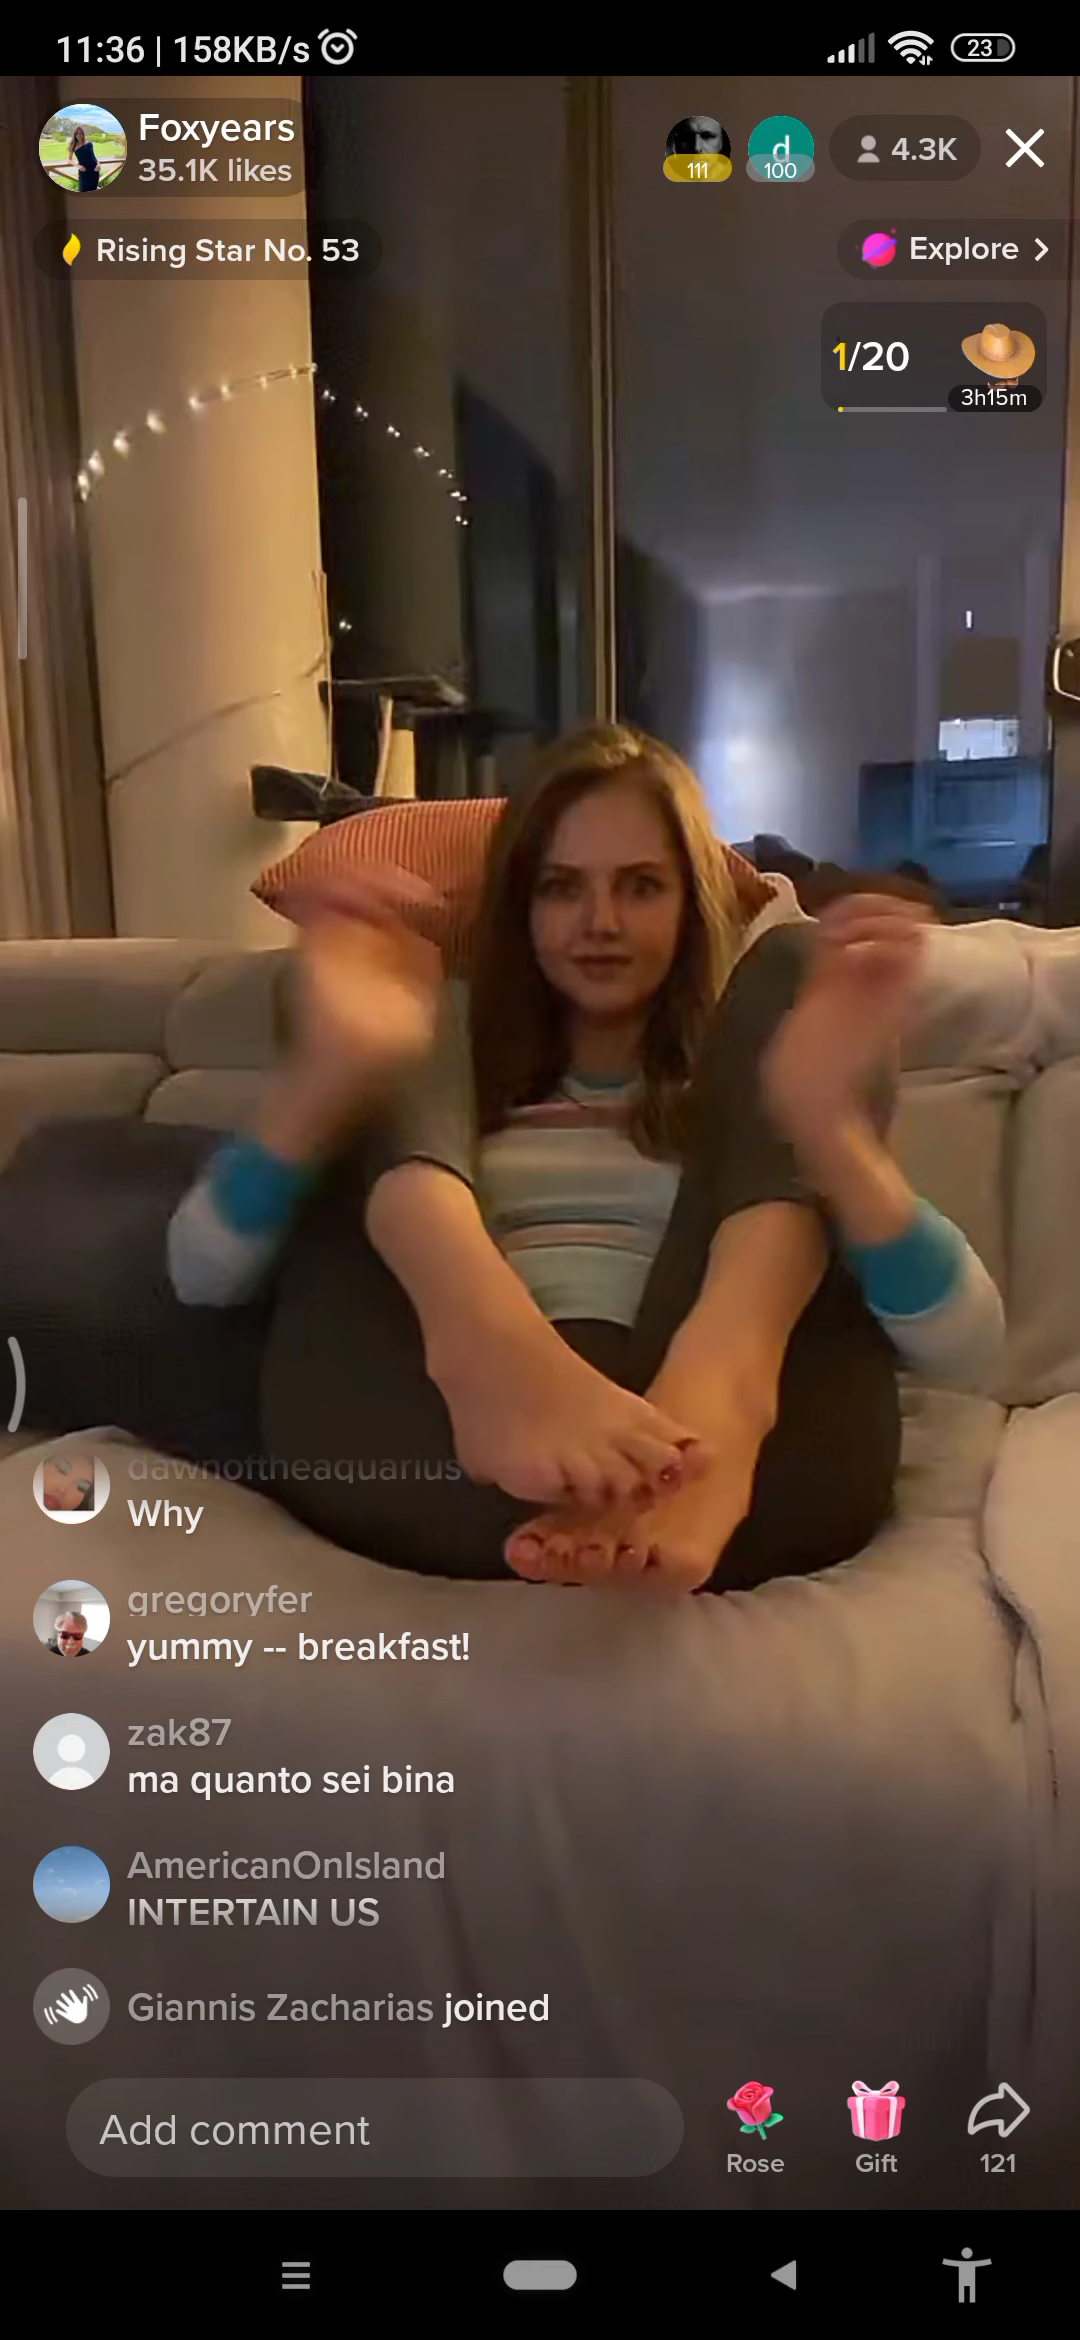 11:36 | 158KB/s
23
Foxyears
35.1K likes
111
d
100
4.3K
Rising Star No. 53
Explore
1/20
3h15m
dawnoftheaquarius
Why
gregoryfer
yummy -- breakfast!
zak87
ma quanto sei bina
AmericanOnIsland
INTERTAIN US
Giannis Zacharias joined
Add comment
Rose
Gift
121